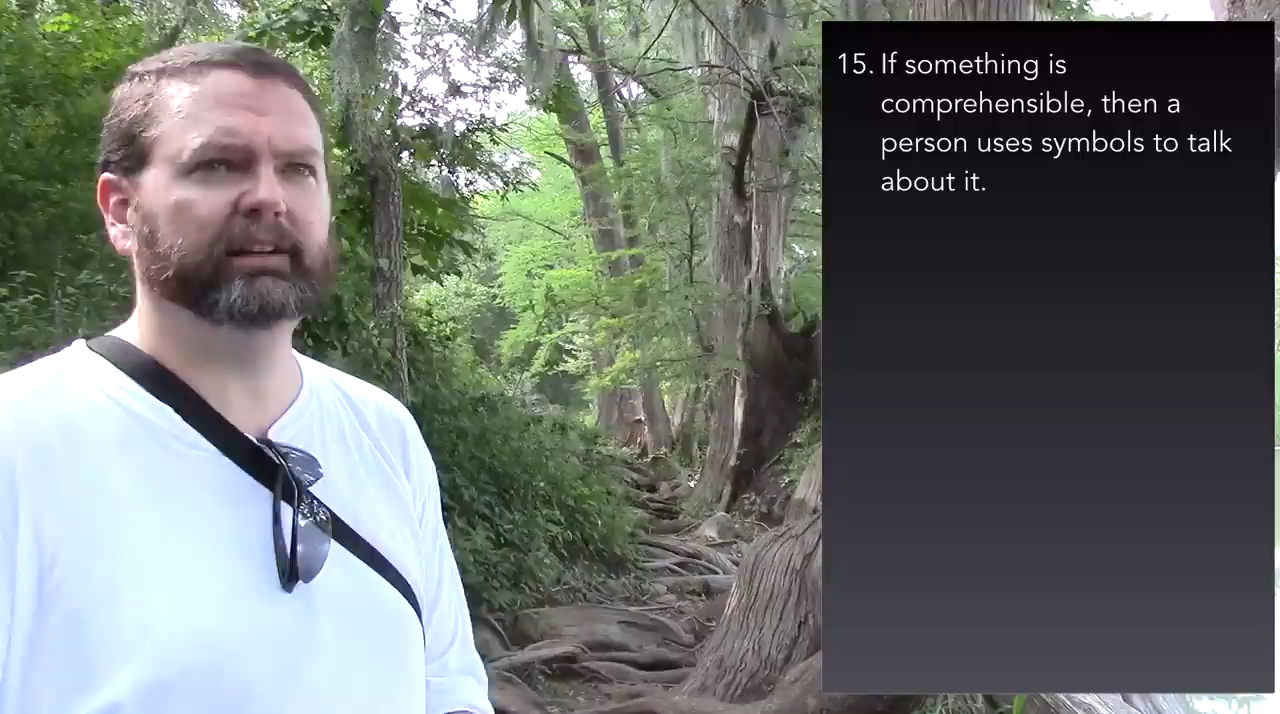 15. If something is
comprehensible, then a
person uses symbols to talk
about it.